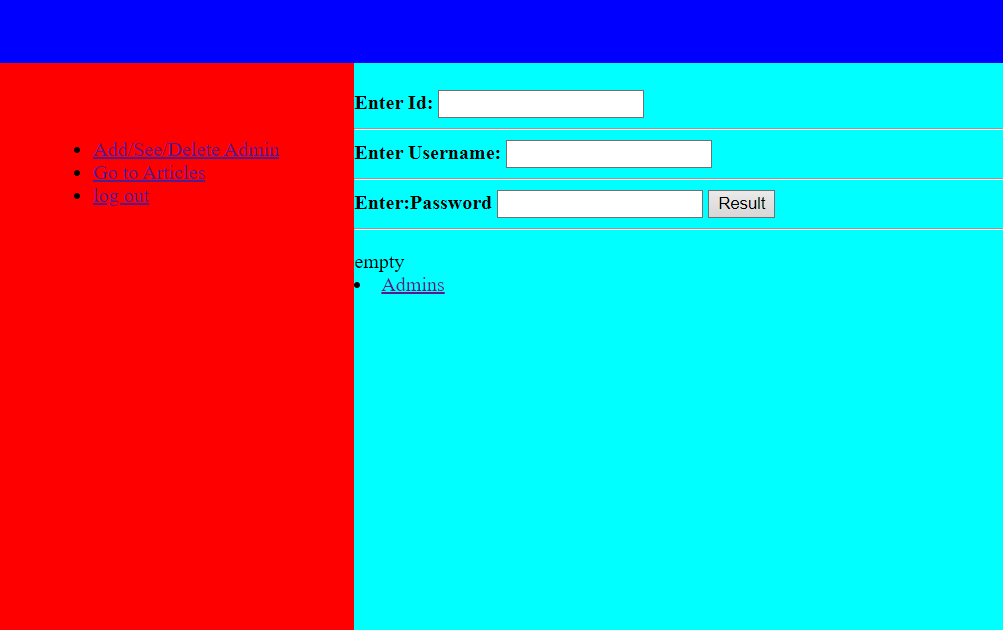 Add/See/Delete Admin
Go to Articles
log out
Enter Id:
Enter Username:
Enter:Password Result
empty
Admins